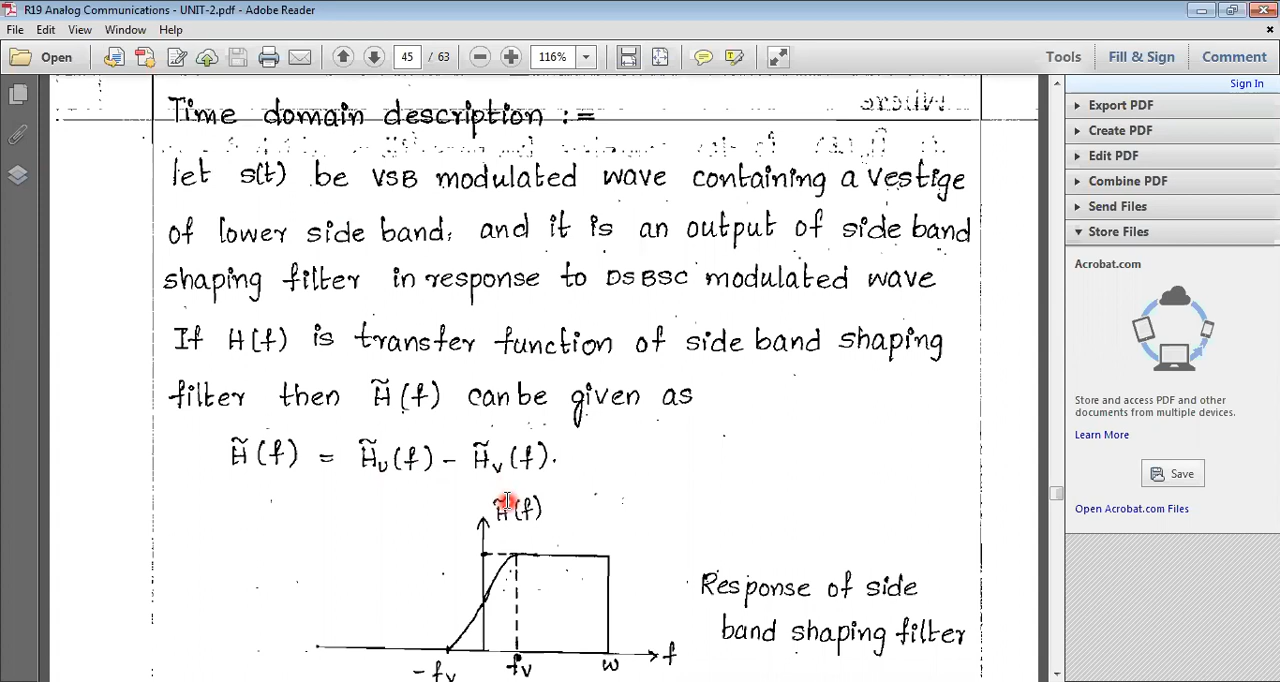 R19 Analog Communications - UNIT-2.pdf - Adobe Reader
File Edit View Window Help
Open 45 / 63 116% Tools Fill & Sign Comment
Sign In
Export PDF
Create PDF
Edit PDF
Combine PDF
Send Files
Store Files
Acrobat.com
Store and access PDF and other
documents from multiple devices.
Learn More
Save
Open Acrobat.com Files
Time domain description :=
let s(t) be VSB modulated wave containing a vestige
of lower side band, and it is an output of side band
shaping filter in response to DSBSC modulated wave
If H(f) is transfer function of side band shaping
filter then H̃(f) can be given as
H̃(f) = H̃υ(f) - H̃v(f).
H̃(f)
Response of side
band shaping filter
-fv fv w f